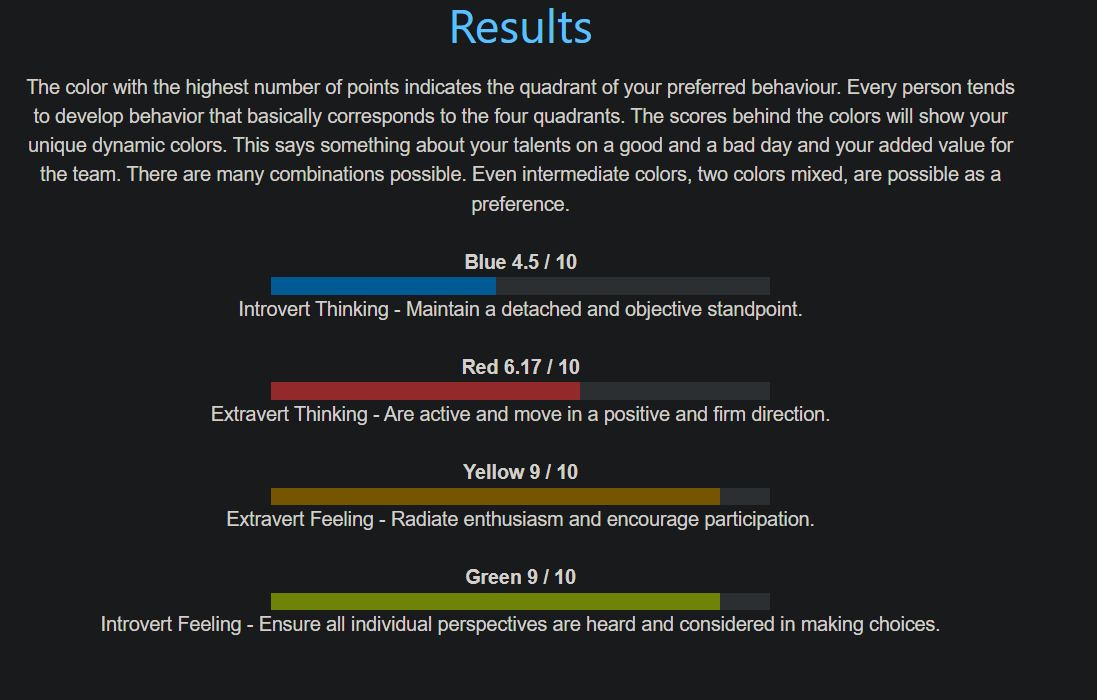 Results
The color with the highest number of points indicates the quadrant of your preferred behaviour. Every person tends
to develop behavior that basically corresponds to the four quadrants. The scores behind the colors will show your
unique dynamic colors. This says something about your talents on a good and a bad day and your added value for
the team. There are many combinations possible. Even intermediate colors, two colors mixed, are possible as a
preference.
Blue 4.5 / 10
Introvert Thinking - Maintain a detached and objective standpoint.
Red 6.17 / 10
Extravert Thinking - Are active and move in a positive and firm direction.
Yellow 9 / 10
Extravert Feeling - Radiate enthusiasm and encourage participation.
Green 9 / 10
Introvert Feeling - Ensure all individual perspectives are heard and considered in making choices.